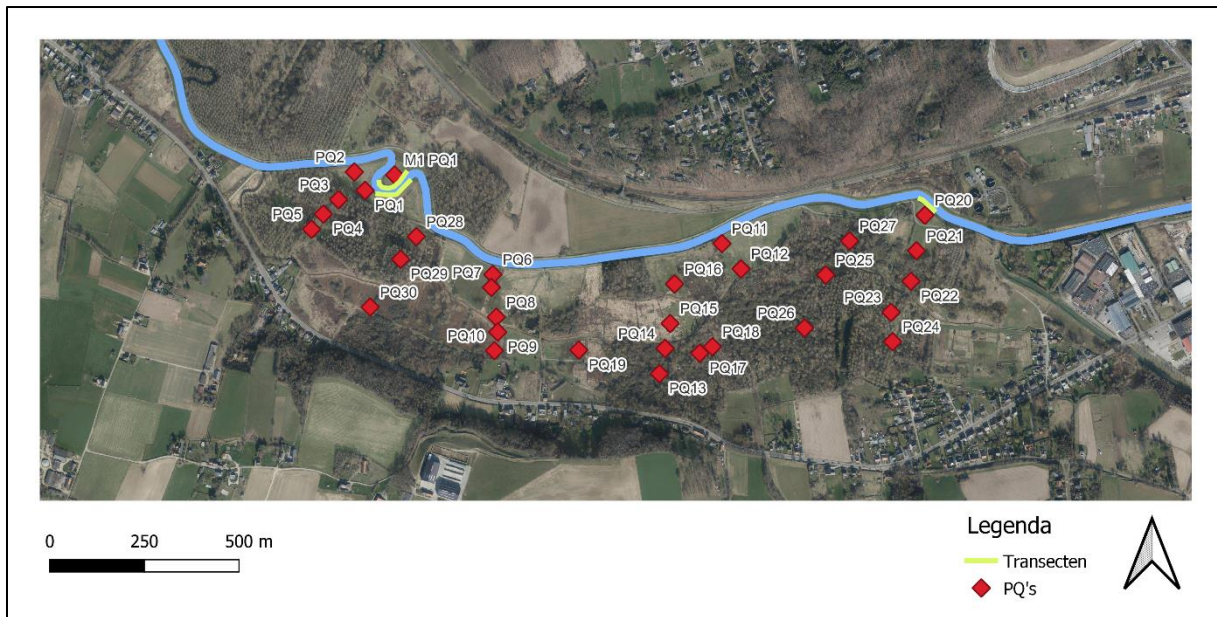 M1 PQ1
PQ2
PQ3
PQ1
PQ5
PQ4
PQ20
PQ28
PQ11
PQ27
PQ21
PQ29
PQ7
PQ6
PQ16
PQ12
PQ25
PQ30
PQ8
PQ15
PQ26
PQ23
PQ22
PQ10
PQ9
PQ14
PQ18
PQ24
PQ19
PQ17
PQ13
0 250 500 m
Legenda
Transecten
PQ's